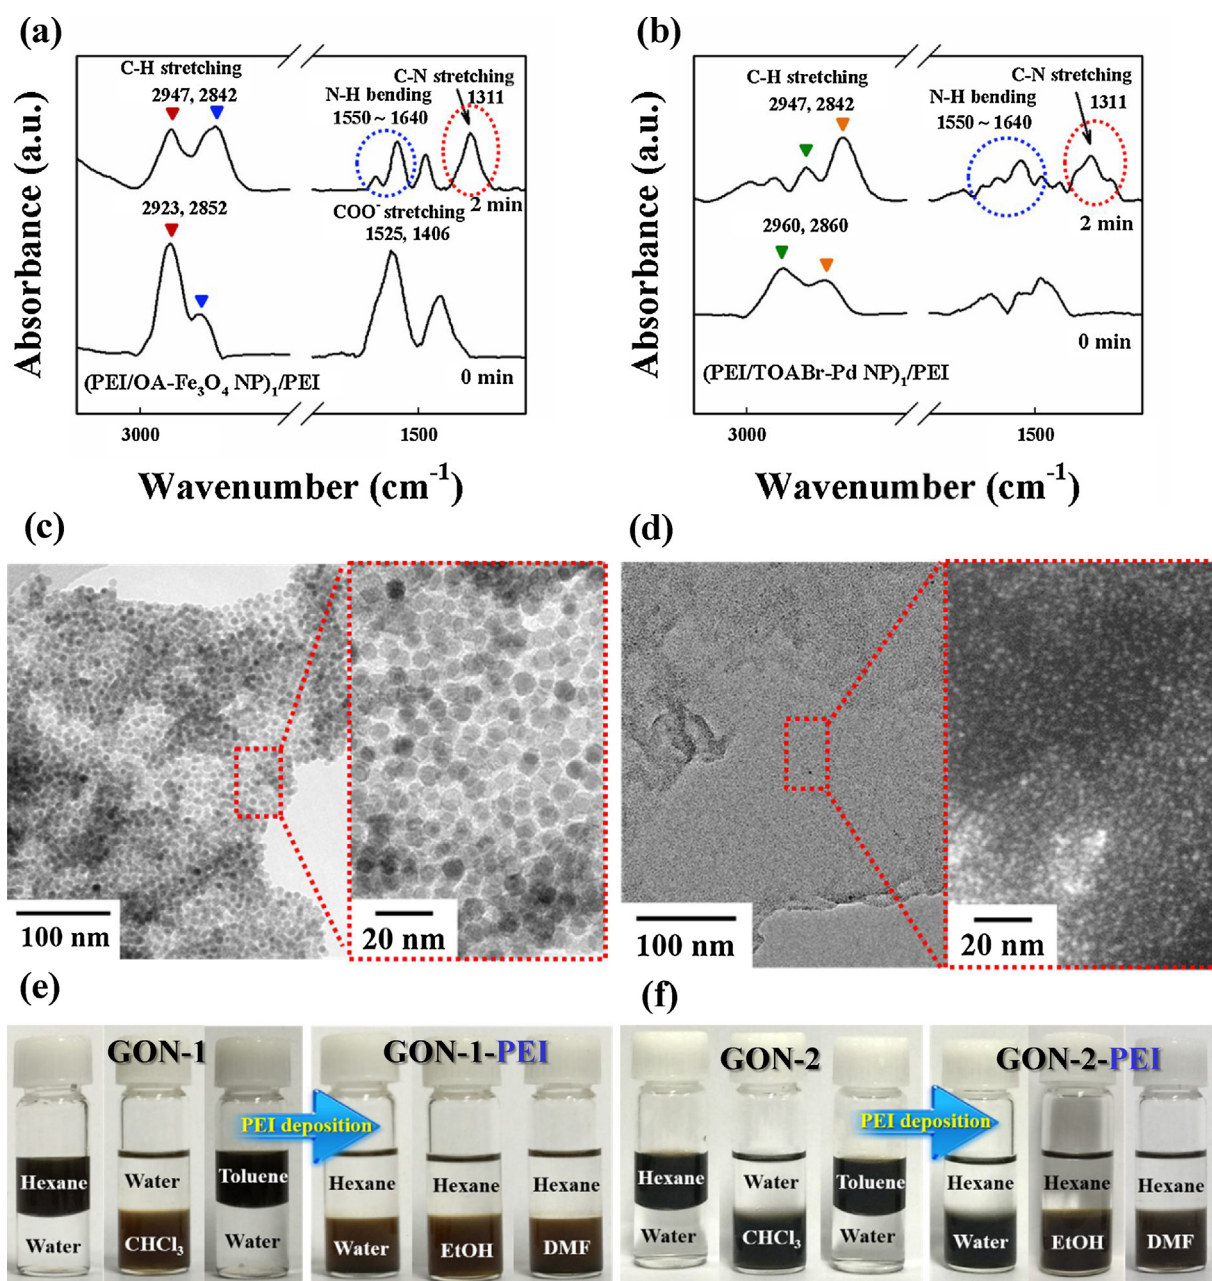 (a)
Absorbance (a.u.)
C-H stretching
2947, 2842
N-H bending
1550 ~ 1640
C-N stretching
1311
2 min
2923, 2852
COO⁻ stretching
1525, 1406
0 min
(PEI/OA-Fe₃O₄ NP)₁/PEI
3000
1500
Wavenumber (cm⁻¹)
(b)
Absorbance (a.u.)
C-H stretching
2947, 2842
N-H bending
1550 ~ 1640
C-N stretching
1311
2 min
2960, 2860
0 min
(PEI/TOABr-Pd NP)₁/PEI
3000
1500
Wavenumber (cm⁻¹)
(c)
100 nm
20 nm
(d)
100 nm
20 nm
(e)
GON-1
GON-1-PEI
PEI deposition
Hexane
Water
Water
CHCl₃
Toluene
Water
Hexane
Water
Hexane
EtOH
Hexane
DMF
(f)
GON-2
GON-2-PEI
PEI deposition
Hexane
Water
Water
CHCl₃
Toluene
Water
Hexane
Water
Hexane
EtOH
Hexane
DMF